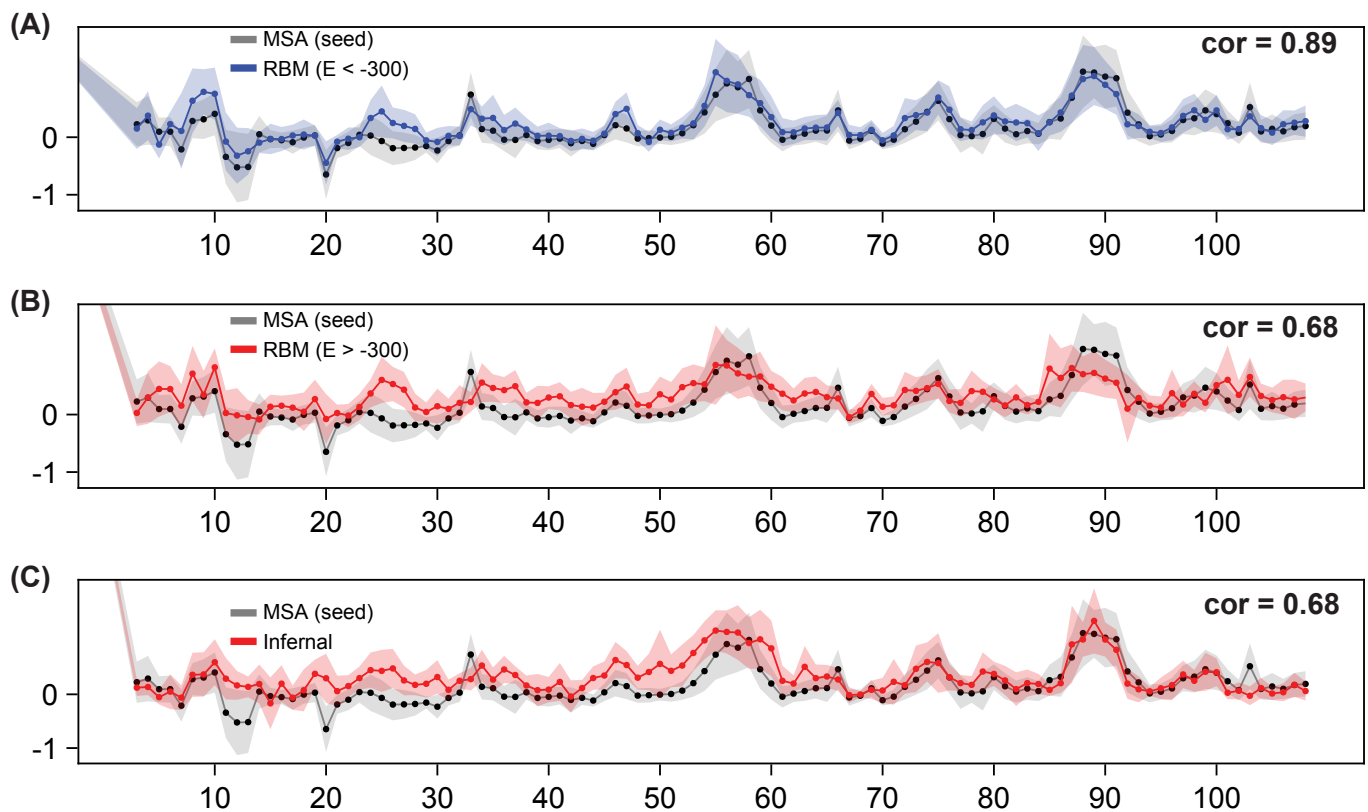 (A)
MSA (seed)
RBM (E < -300)
cor = 0.89
0
-1
10 20 30 40 50 60 70 80 90 100
(B)
MSA (seed)
RBM (E > -300)
cor = 0.68
0
-1
10 20 30 40 50 60 70 80 90 100
(C)
MSA (seed)
Infernal
cor = 0.68
0
-1
10 20 30 40 50 60 70 80 90 100